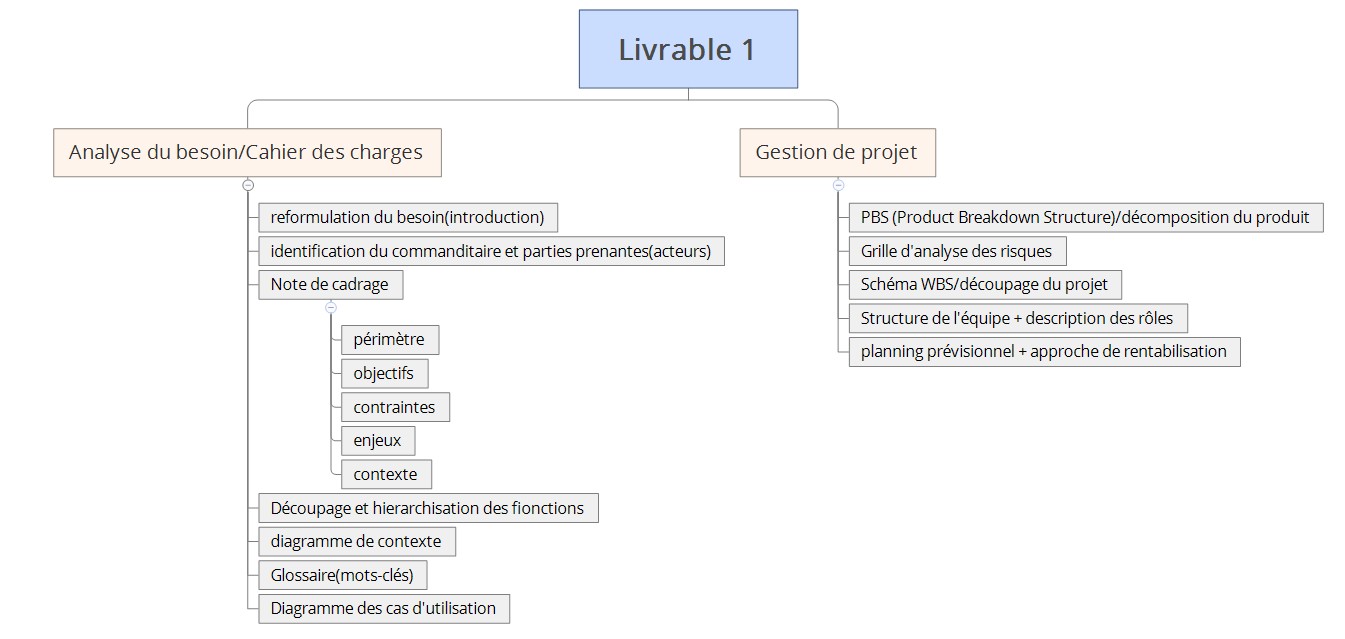 Livrable 1
Analyse du besoin/Cahier des charges
reformulation du besoin(introduction)
identification du commanditaire et parties prenantes(acteurs)
Note de cadrage
périmètre
objectifs
contraintes
enjeux
contexte
Découpage et hierarchisation des fionctions
diagramme de contexte
Glossaire(mots-clés)
Diagramme des cas d'utilisation
Gestion de projet
PBS (Product Breakdown Structure)/décomposition du produit
Grille d'analyse des risques
Schéma WBS/découpage du projet
Structure de l'équipe + description des rôles
planning prévisionnel + approche de rentabilisation